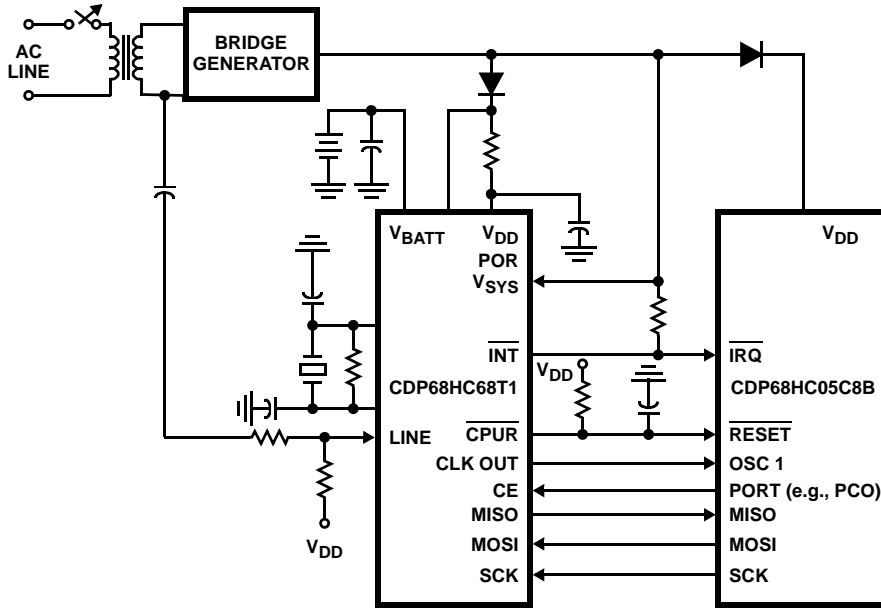 AC
LINE
BRIDGE
GENERATOR
VBATT
VDD
POR
VSYS
VDD
INT
IRQ
VDD
CDP68HC68T1
CDP68HC05C8B
LINE
CPUR
RESET
CLK OUT
OSC 1
CE
PORT (e.g., PCO)
MISO
MISO
VDD
MOSI
MOSI
SCK
SCK